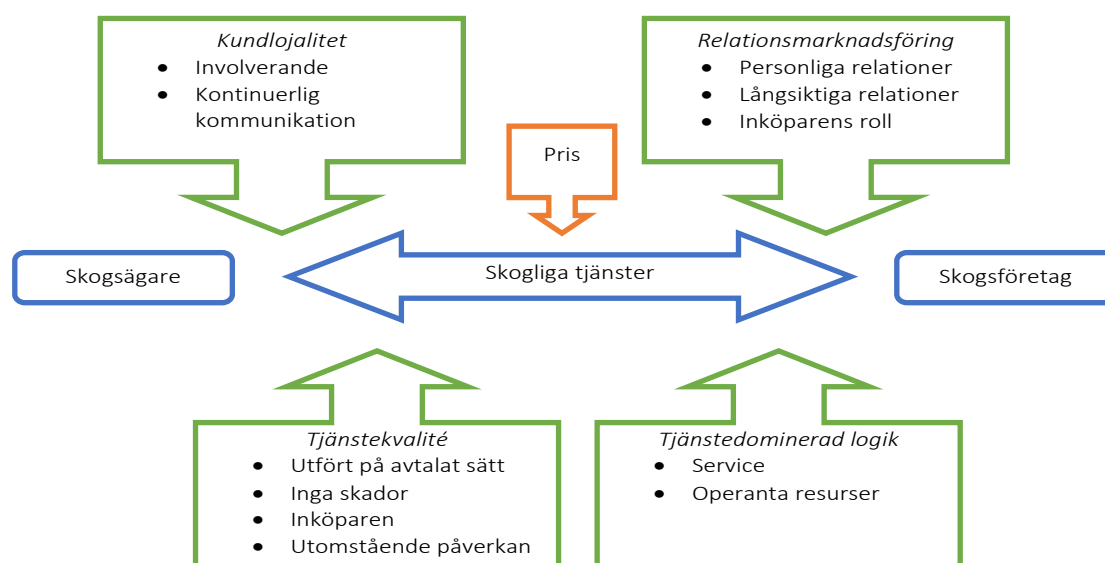 Kundlojalitet
• Involverande
• Kontinuerlig
kommunikation
Relationsmarknadsföring
• Personliga relationer
• Långsiktiga relationer
• Inköparens roll
Pris
Skogsägare
Skogliga tjänster
Skogsföretag
Tjänstekvalité
• Utfört på avtalat sätt
• Inga skador
• Inköparen
• Utomstående påverkan
Tjänstedominerad logik
• Service
• Operanta resurser